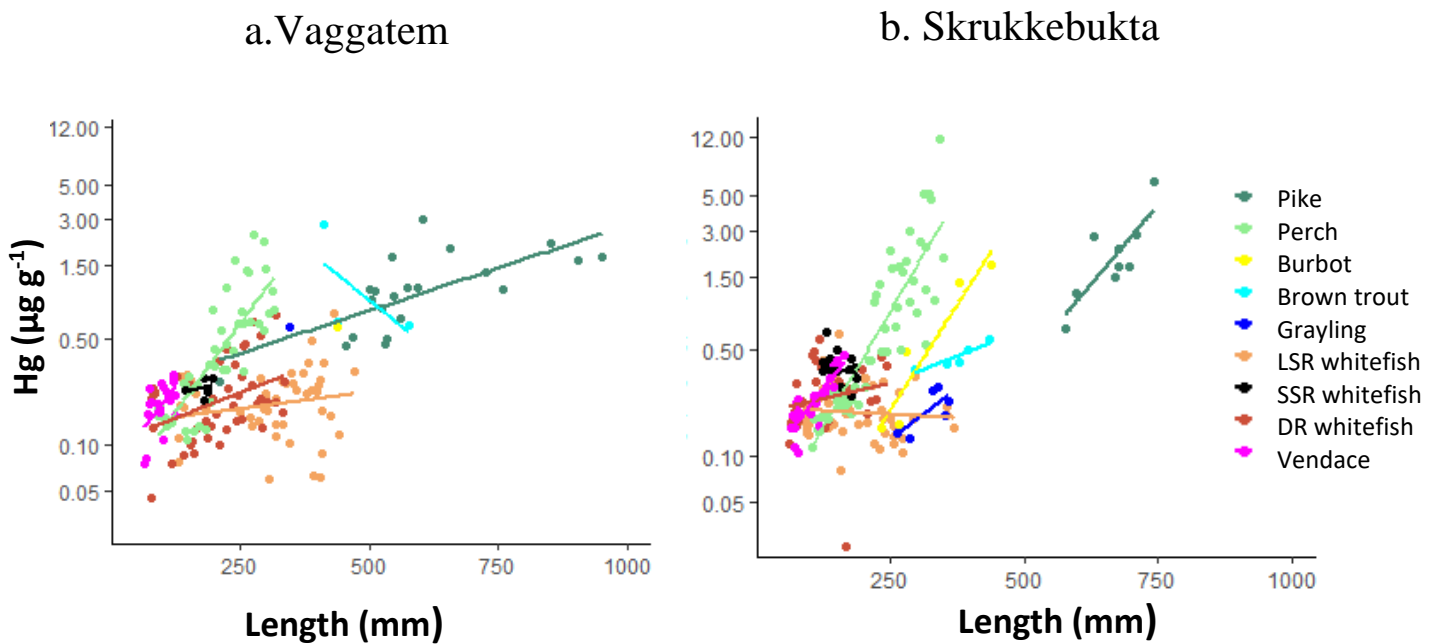 a.Vaggatem
b. Skrukkebukta
Hg (µg g-1)
12.00
5.00
3.00
1.50
0.50
0.10
0.05
250
500
750
1000
Length (mm)
12.00
5.00
3.00
1.50
0.50
0.10
0.05
250
500
750
1000
Length (mm)
Pike
Perch
Burbot
Brown trout
Grayling
LSR whitefish
SSR whitefish
DR whitefish
Vendace